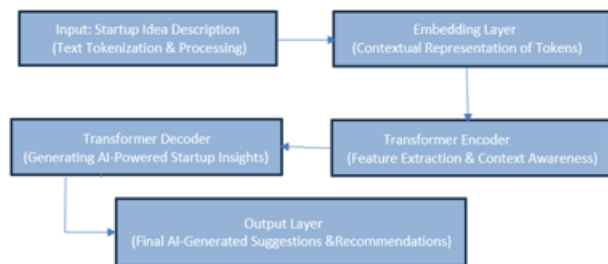 Input: Startup Idea Description
(Text Tokenization & Processing)
Embedding Layer
(Contextual Representation of Tokens)
Transformer Encoder
(Feature Extraction & Context Awareness)
Transformer Decoder
(Generating AI-Powered Startup Insights)
Output Layer
(Final AI-Generated Suggestions &Recommendations)